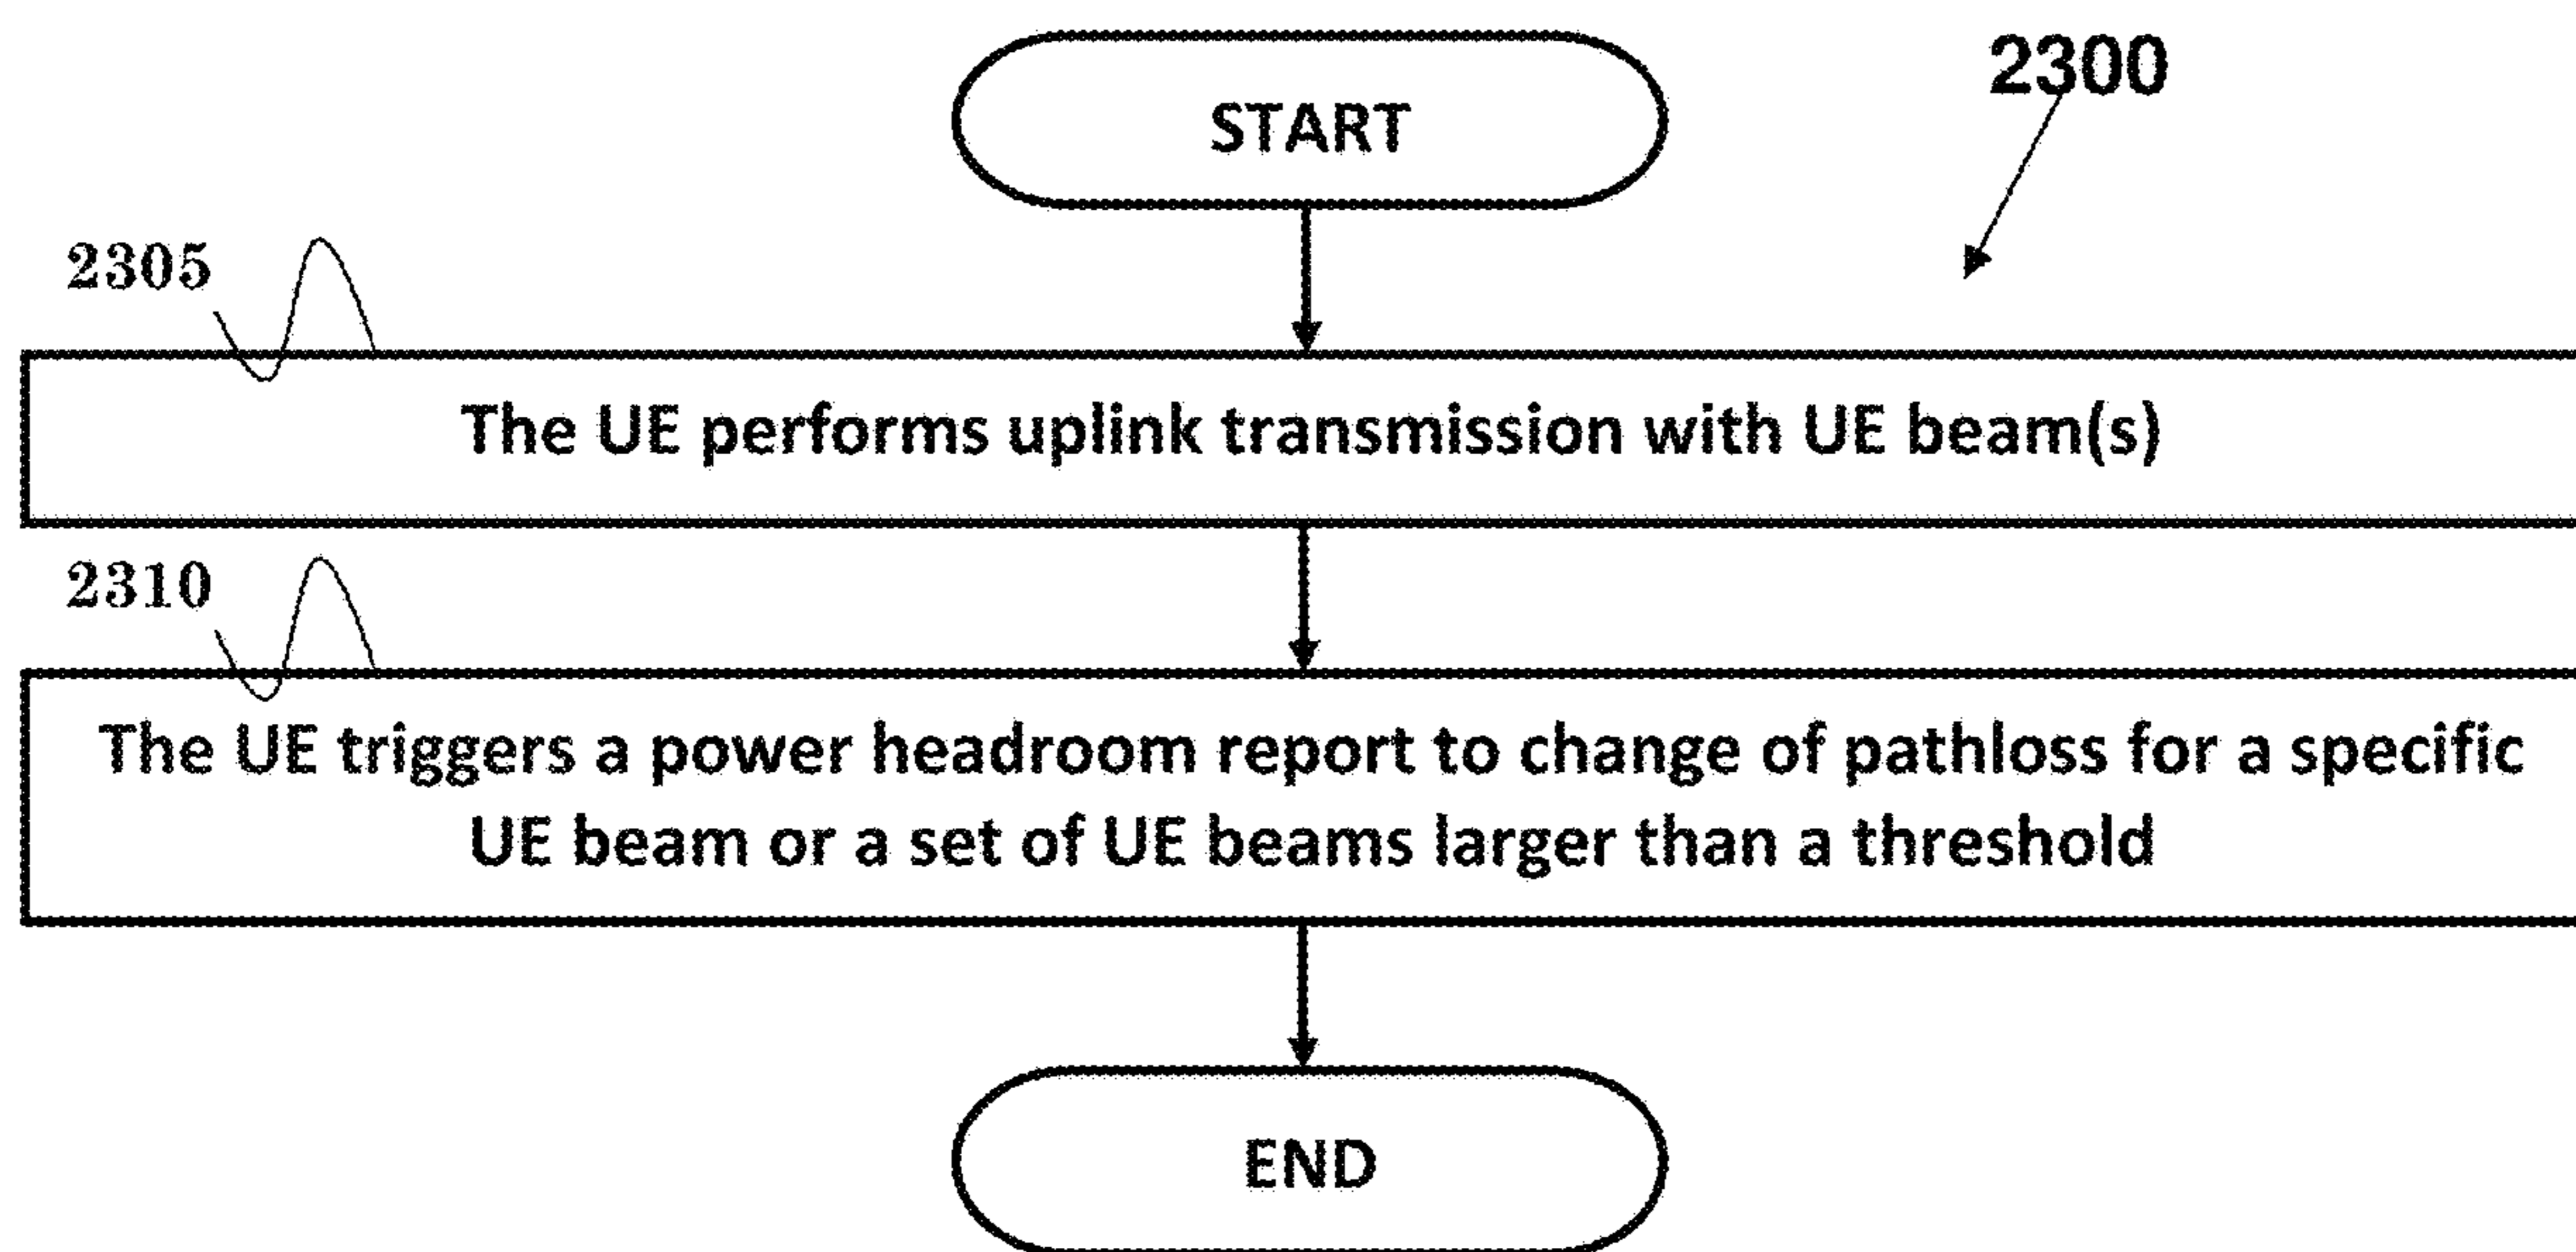 2300
START
2305
The UE performs uplink transmission with UE beam(s)
2310
The UE triggers a power headroom report to change of pathloss for a specific
UE beam or a set of UE beams larger than a threshold
END